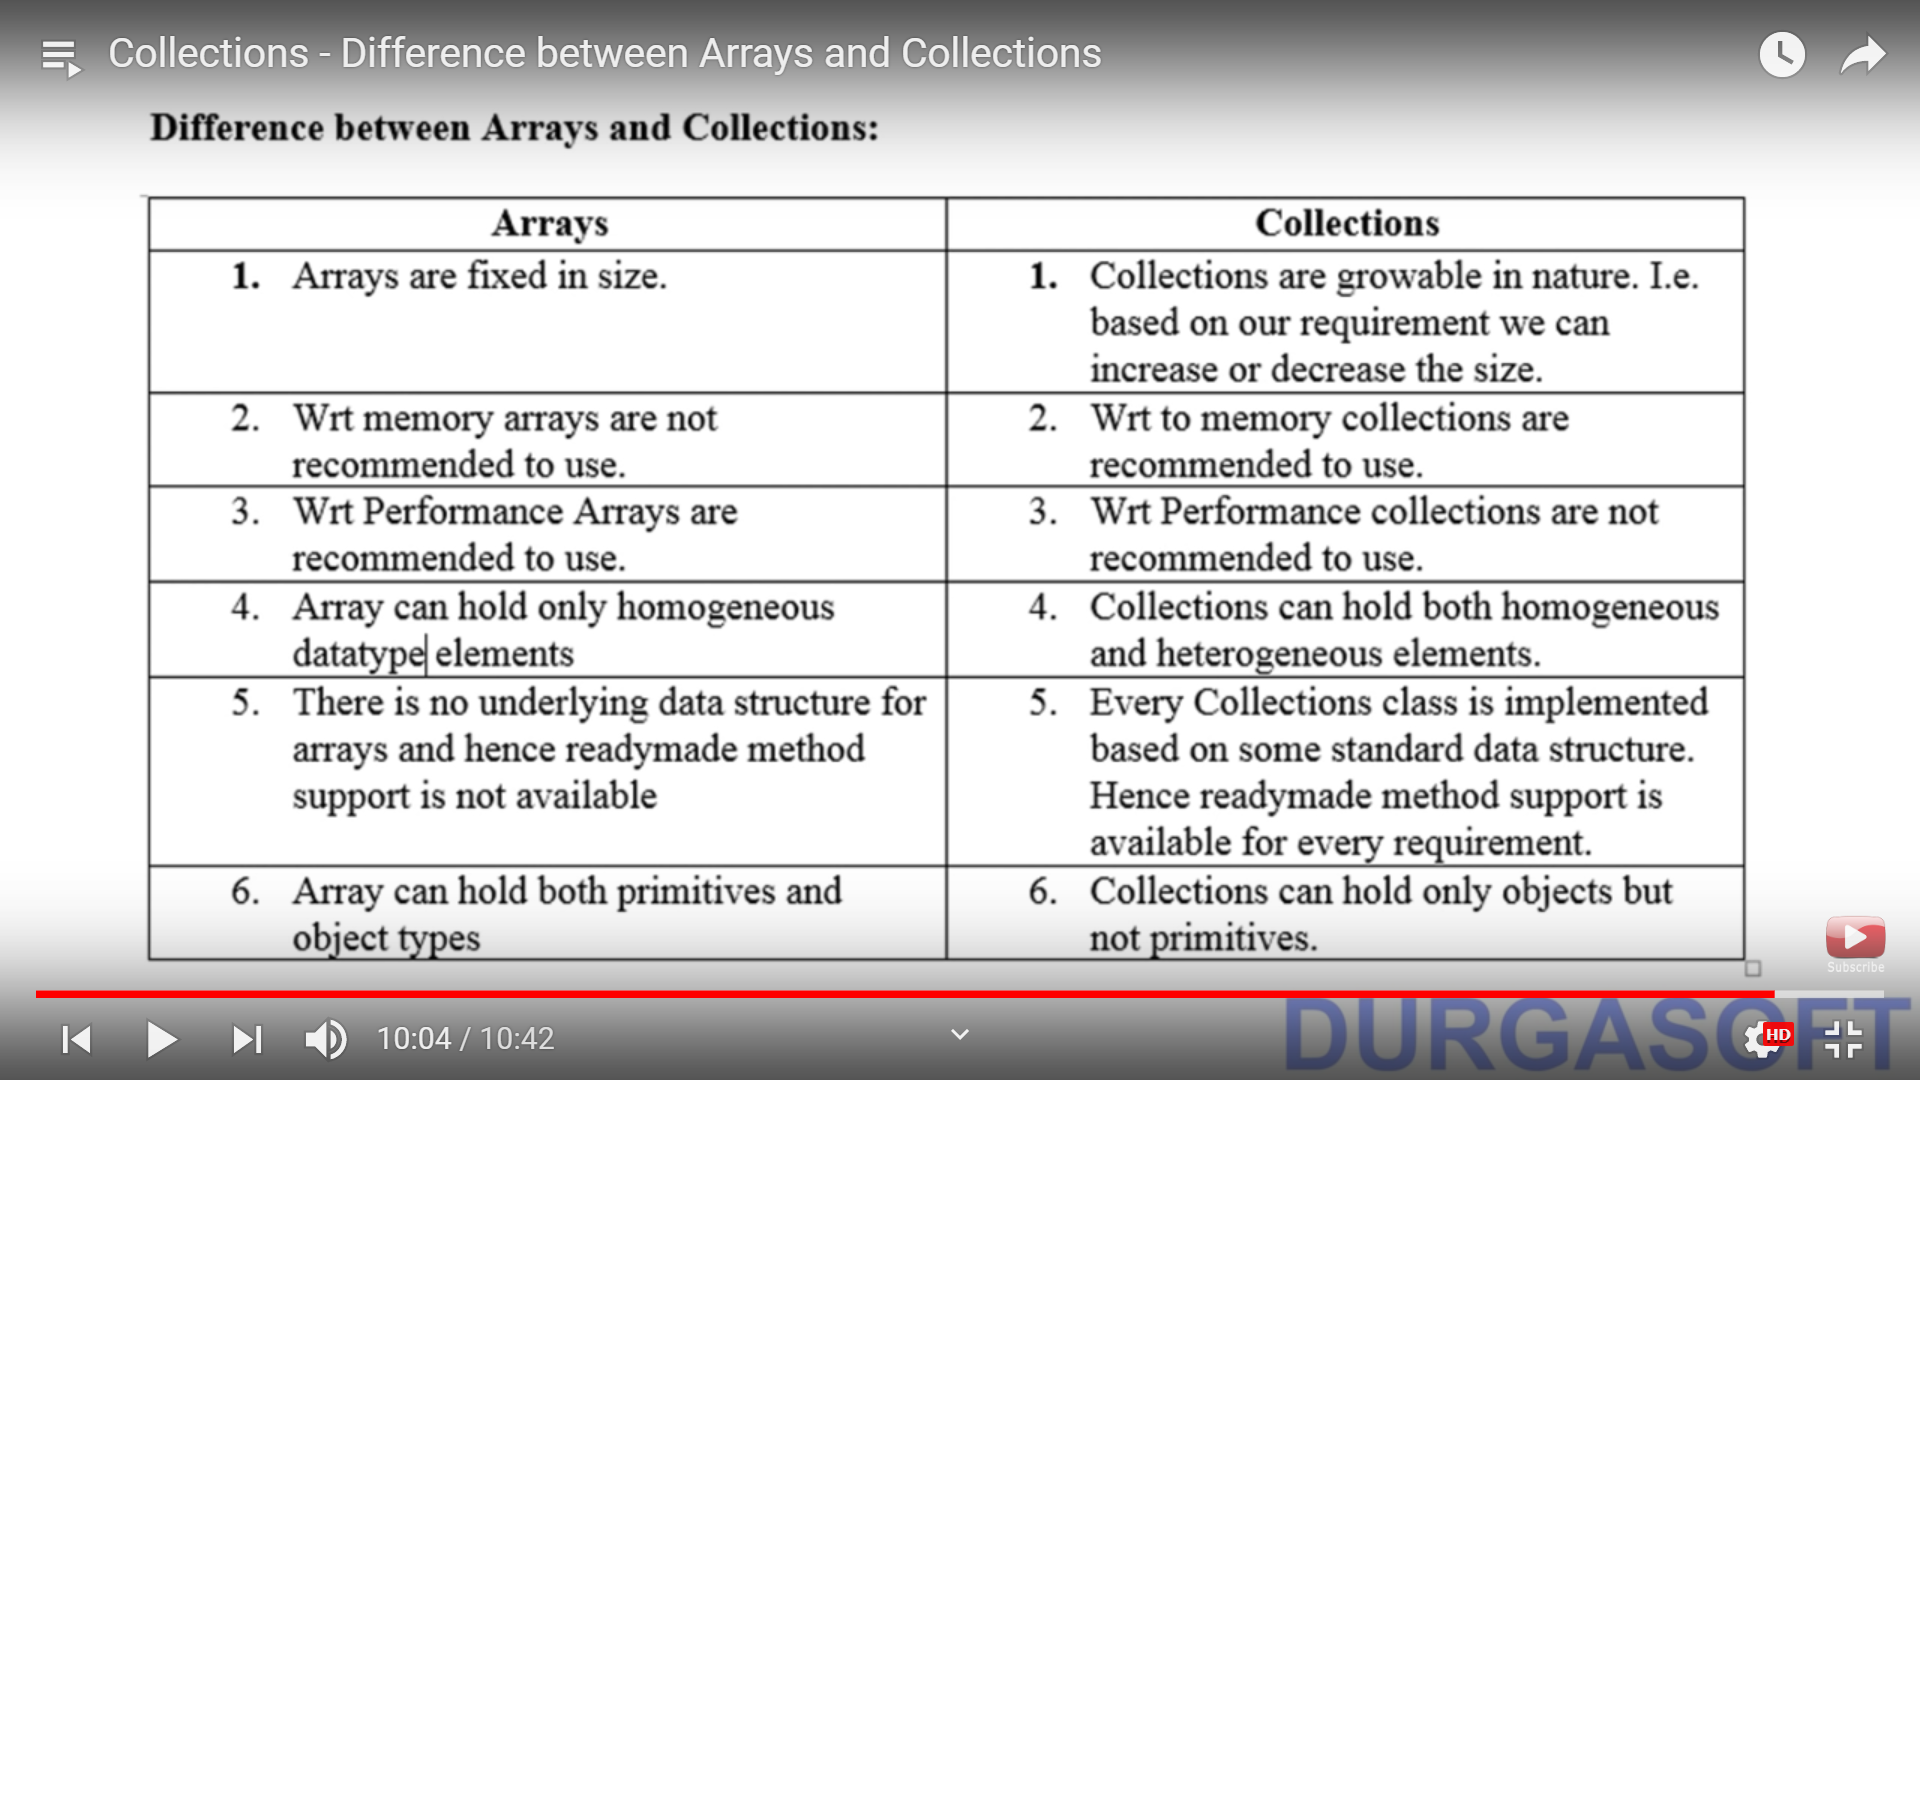 Collections - Difference between Arrays and Collections
Difference between Arrays and Collections:
Arrays
Collections
1. Arrays are fixed in size.
1. Collections are growable in nature. I.e.
based on our requirement we can
increase or decrease the size.
2. Wrt memory arrays are not
recommended to use.
2. Wrt to memory collections are
recommended to use.
3. Wrt Performance Arrays are
recommended to use.
3. Wrt Performance collections are not
recommended to use.
4. Array can hold only homogeneous
datatype elements
4. Collections can hold both homogeneous
and heterogeneous elements.
5. There is no underlying data structure for
arrays and hence readymade method
support is not available
5. Every Collections class is implemented
based on some standard data structure.
Hence readymade method support is
available for every requirement.
6. Array can hold both primitives and
object types
6. Collections can hold only objects but
not primitives.
Subscribe
10:04 / 10:42
DURGASOFT
HD